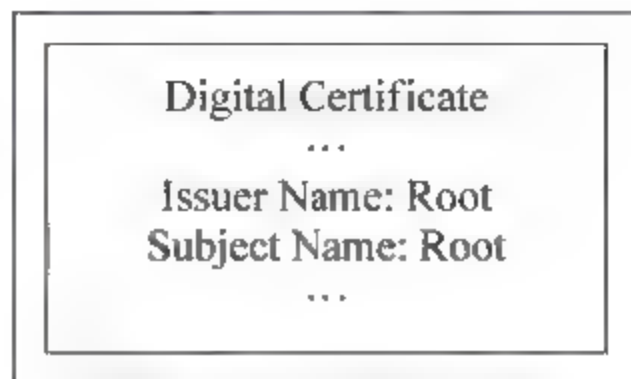 Digital Certificate
...
Issuer Name: Root
Subject Name: Root
...